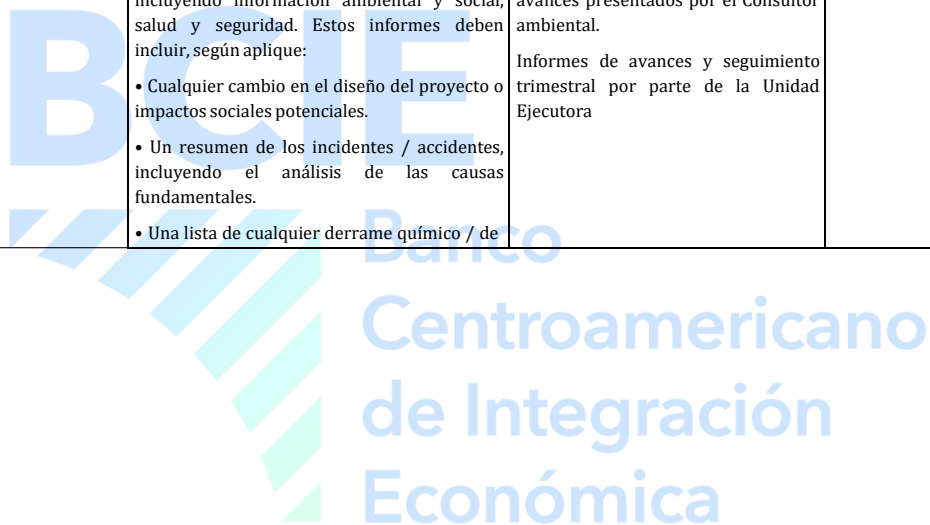 incluyendo información ambiental y social,
salud y seguridad. Estos informes deben
incluir, según aplique:
• Cualquier cambio en el diseño del proyecto o
impactos sociales potenciales.
• Un resumen de los incidentes / accidentes,
incluyendo el análisis de las causas
fundamentales.
• Una lista de cualquier derrame químico / de
avances presentados por el Consultor
ambiental.
Informes de avances y seguimiento
trimestral por parte de la Unidad
Ejecutora
BCIE
Banco
Centroamericano
de Integración
Económica